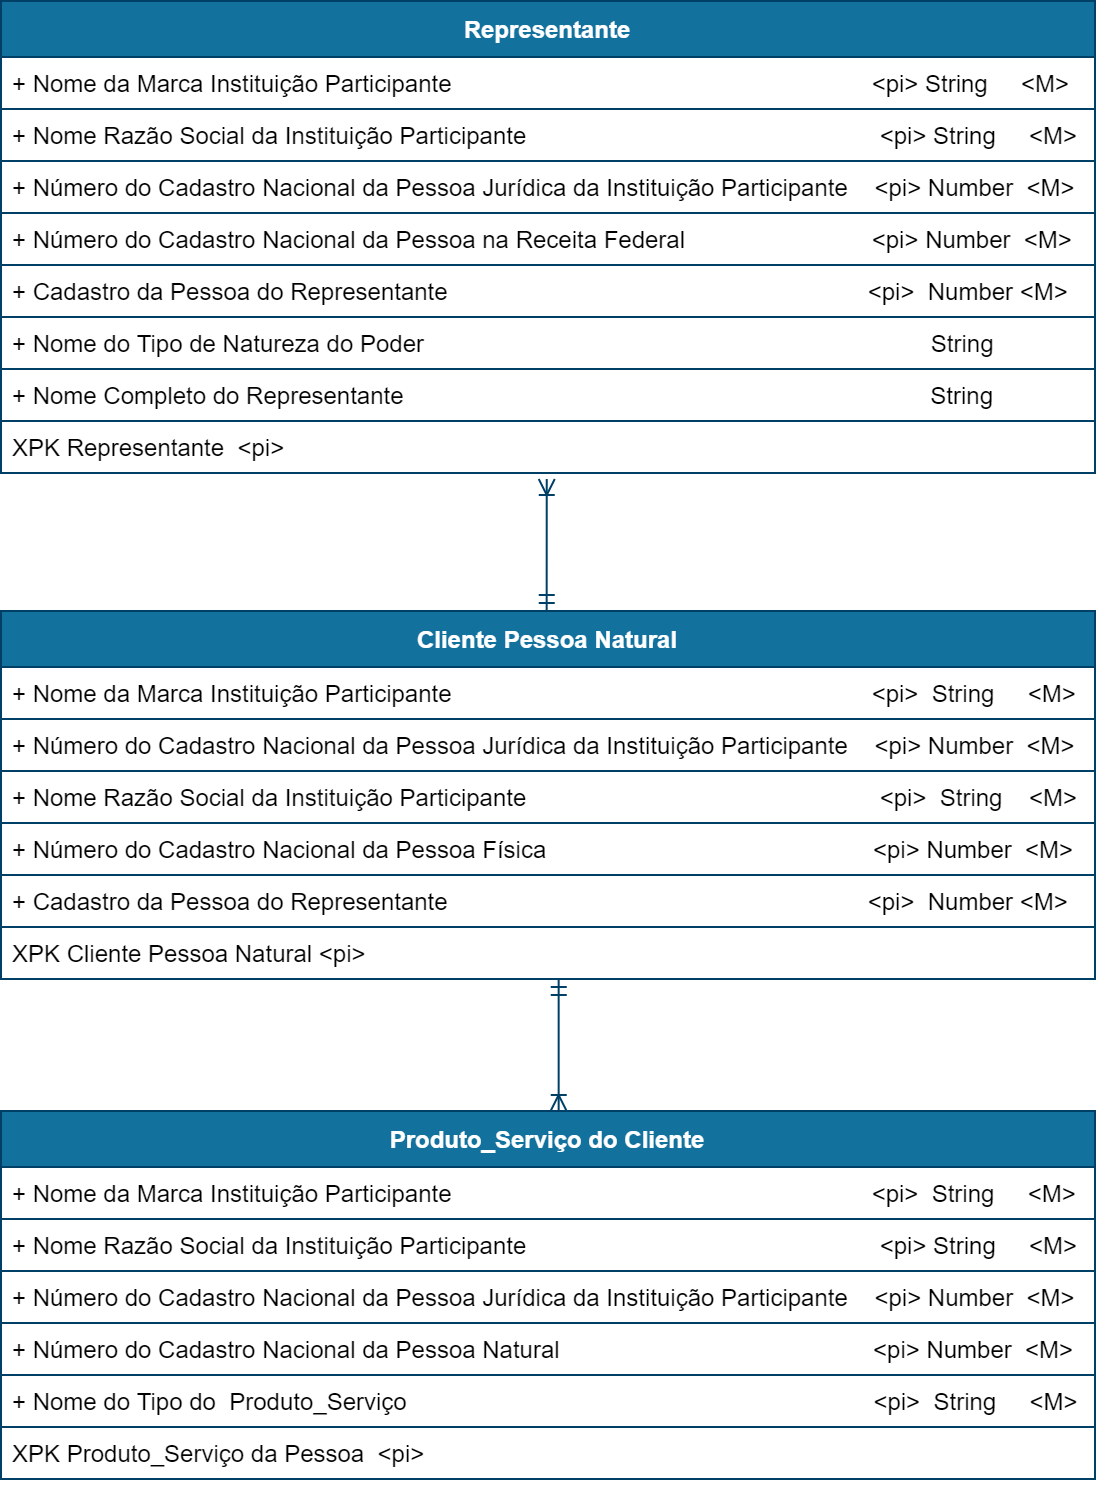 Representante
+ Nome da Marca Instituição Participante <pi> String <M>
+ Nome Razão Social da Instituição Participante <pi> String <M>
+ Número do Cadastro Nacional da Pessoa Jurídica da Instituição Participante <pi> Number <M>
+ Número do Cadastro Nacional da Pessoa na Receita Federal <pi> Number <M>
+ Cadastro da Pessoa do Representante <pi> Number <M>
+ Nome do Tipo de Natureza do Poder String
+ Nome Completo do Representante String
XPK Representante <pi>
Cliente Pessoa Natural
+ Nome da Marca Instituição Participante <pi> String <M>
+ Número do Cadastro Nacional da Pessoa Jurídica da Instituição Participante <pi> Number <M>
+ Nome Razão Social da Instituição Participante <pi> String <M>
+ Número do Cadastro Nacional da Pessoa Física <pi> Number <M>
+ Cadastro da Pessoa do Representante <pi> Number <M>
XPK Cliente Pessoa Natural <pi>
Produto_Serviço do Cliente
+ Nome da Marca Instituição Participante <pi> String <M>
+ Nome Razão Social da Instituição Participante <pi> String <M>
+ Número do Cadastro Nacional da Pessoa Jurídica da Instituição Participante <pi> Number <M>
+ Número do Cadastro Nacional da Pessoa Natural <pi> Number <M>
+ Nome do Tipo do Produto_Serviço <pi> String <M>
XPK Produto_Serviço da Pessoa <pi>